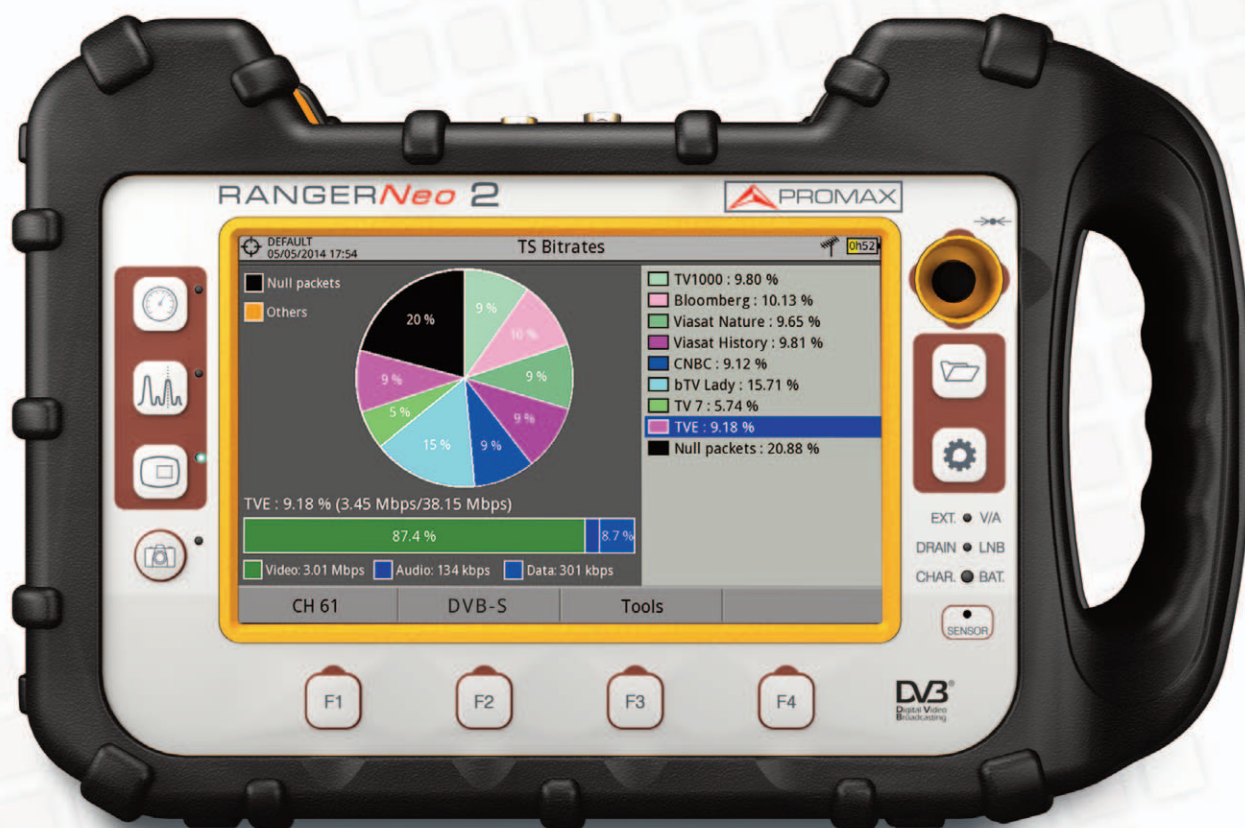 RANGERNeo 2
PROMAX
DEFAULT
05/05/2014 17:54
TS Bitrates
0h52
Null packets
Others
20 %
9 %
10 %
9 %
9 %
9 %
15 %
5 %
9 %
TV1000 : 9.80 %
Bloomberg : 10.13 %
Viasat Nature : 9.65 %
Viasat History : 9.81 %
CNBC : 9.12 %
bTV Lady : 15.71 %
TV 7 : 5.74 %
TVE : 9.18 %
Null packets : 20.88 %
TVE : 9.18 % (3.45 Mbps/38.15 Mbps)
87.4 %
8.7 %
Video: 3.01 Mbps
Audio: 134 kbps
Data: 301 kbps
CH 61
DVB-S
Tools
EXT. V/A
DRAIN LNB
CHAR. BAT.
SENSOR
F1
F2
F3
F4
DVB®
Digital Video
Broadcasting